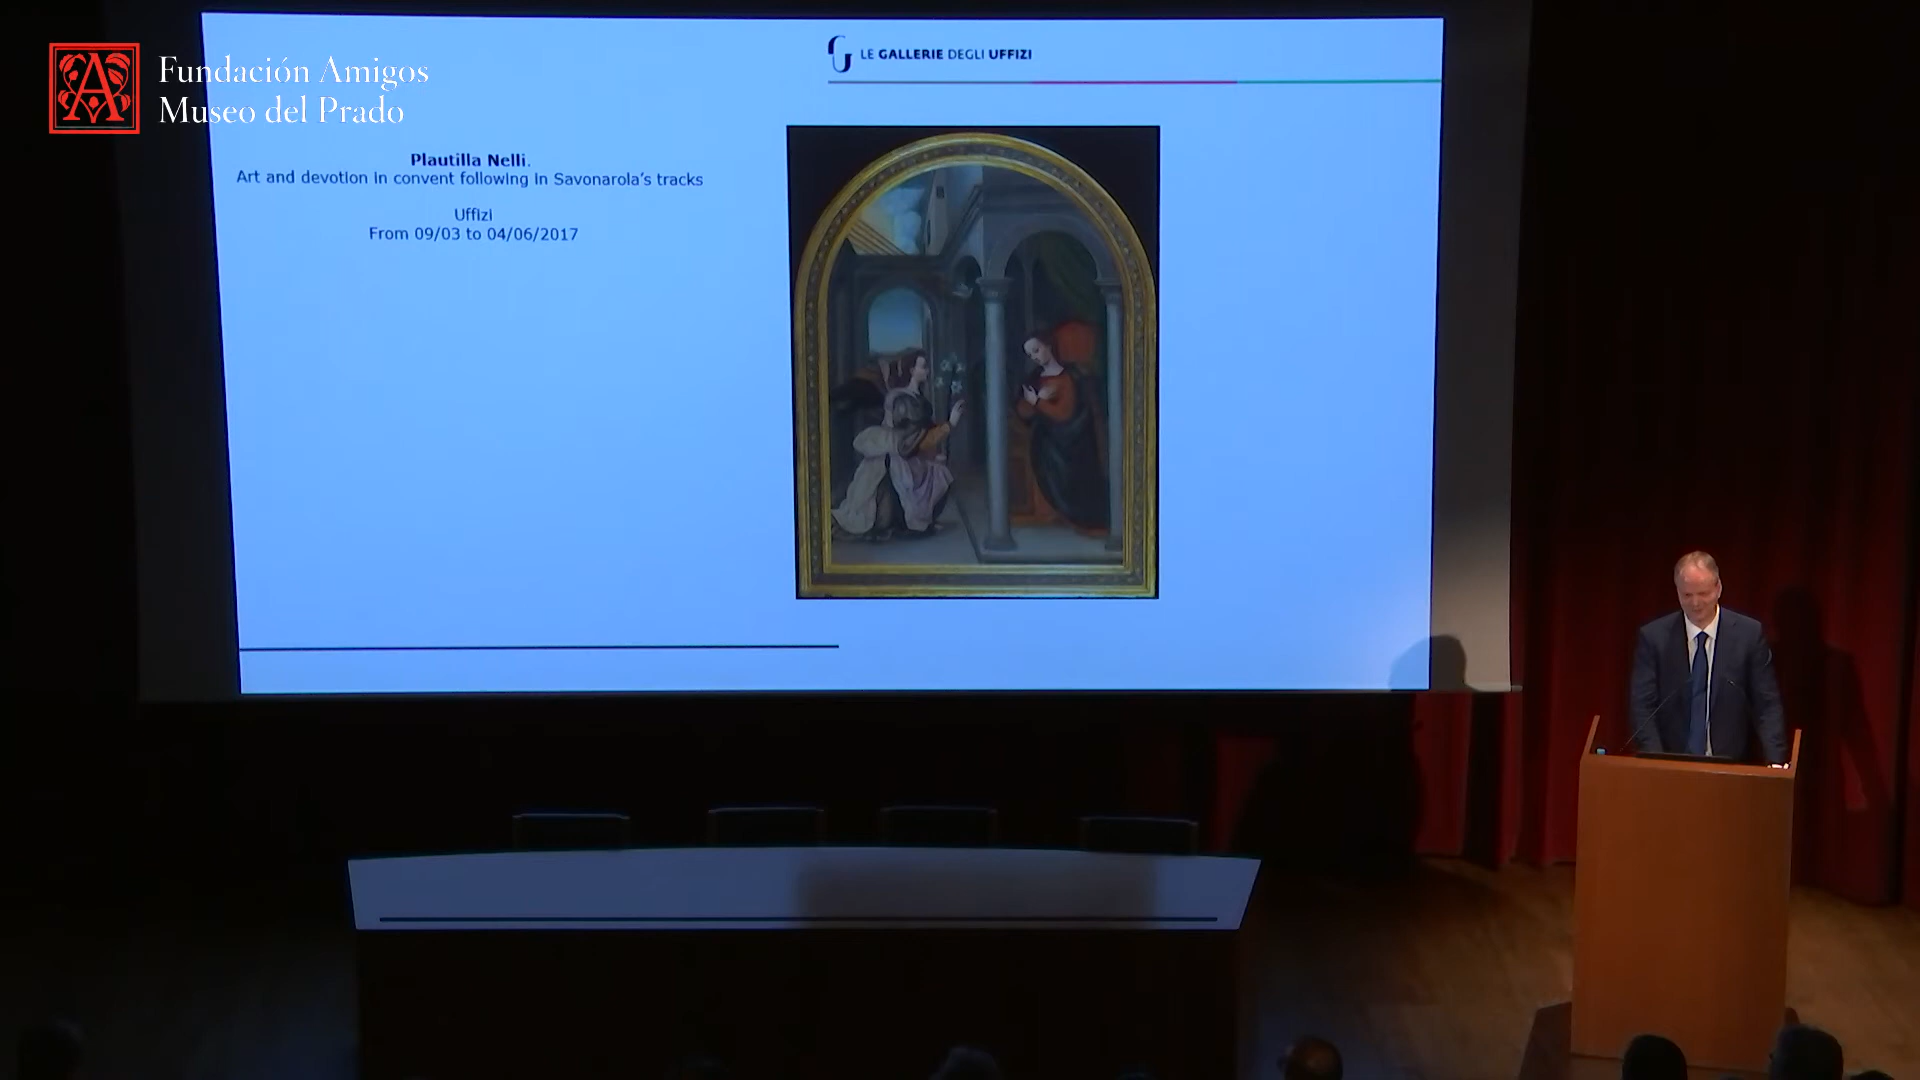 Fundación Amigos
Museo del Prado
LE GALLERIE DEGLI UFFIZI
Plautilla Nelli.
Art and devotion in convent following in Savonarola's tracks
Uffizi
From 09/03 to 04/06/2017